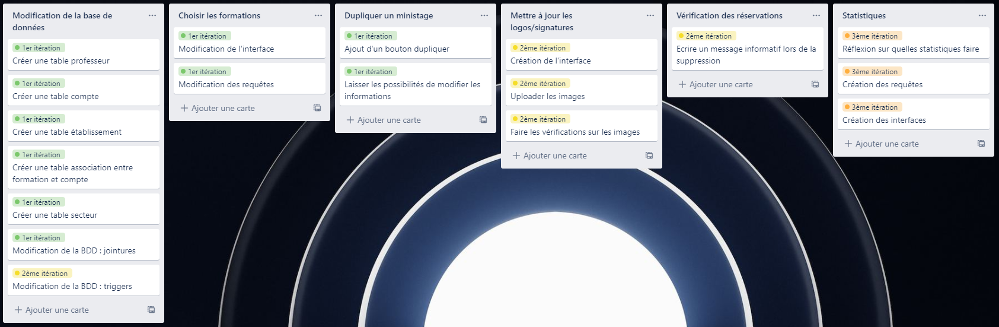 Modification de la base de
données
1er itération
Créer une table professeur
1er itération
Créer une table compte
1er itération
Créer une table établissement
1er itération
Créer une table association entre
formation et compte
1er itération
Créer une table secteur
1er itération
Modification de la BDD : jointures
2ème itération
Modification de la BDD : triggers
Ajouter une carte
Choisir les formations
1er itération
Modification de l'interface
1er itération
Modification des requêtes
Ajouter une carte
Dupliquer un ministage
1er itération
Ajout d'un bouton dupliquer
1er itération
Laisser les possibilités de modifier les
informations
Ajouter une carte
Mettre à jour les
logos/signatures
2ème itération
Création de l'interface
2ème itération
Uploader les images
2ème itération
Faire les vérifications sur les images
Ajouter une carte
Vérification des réservations
2ème itération
Ecrire un message informatif lors de la
suppression
Ajouter une carte
Statistiques
3ème itération
Réflexion sur quelles statistiques faire
3ème itération
Création des requêtes
3ème itération
Création des interfaces
Ajouter une carte